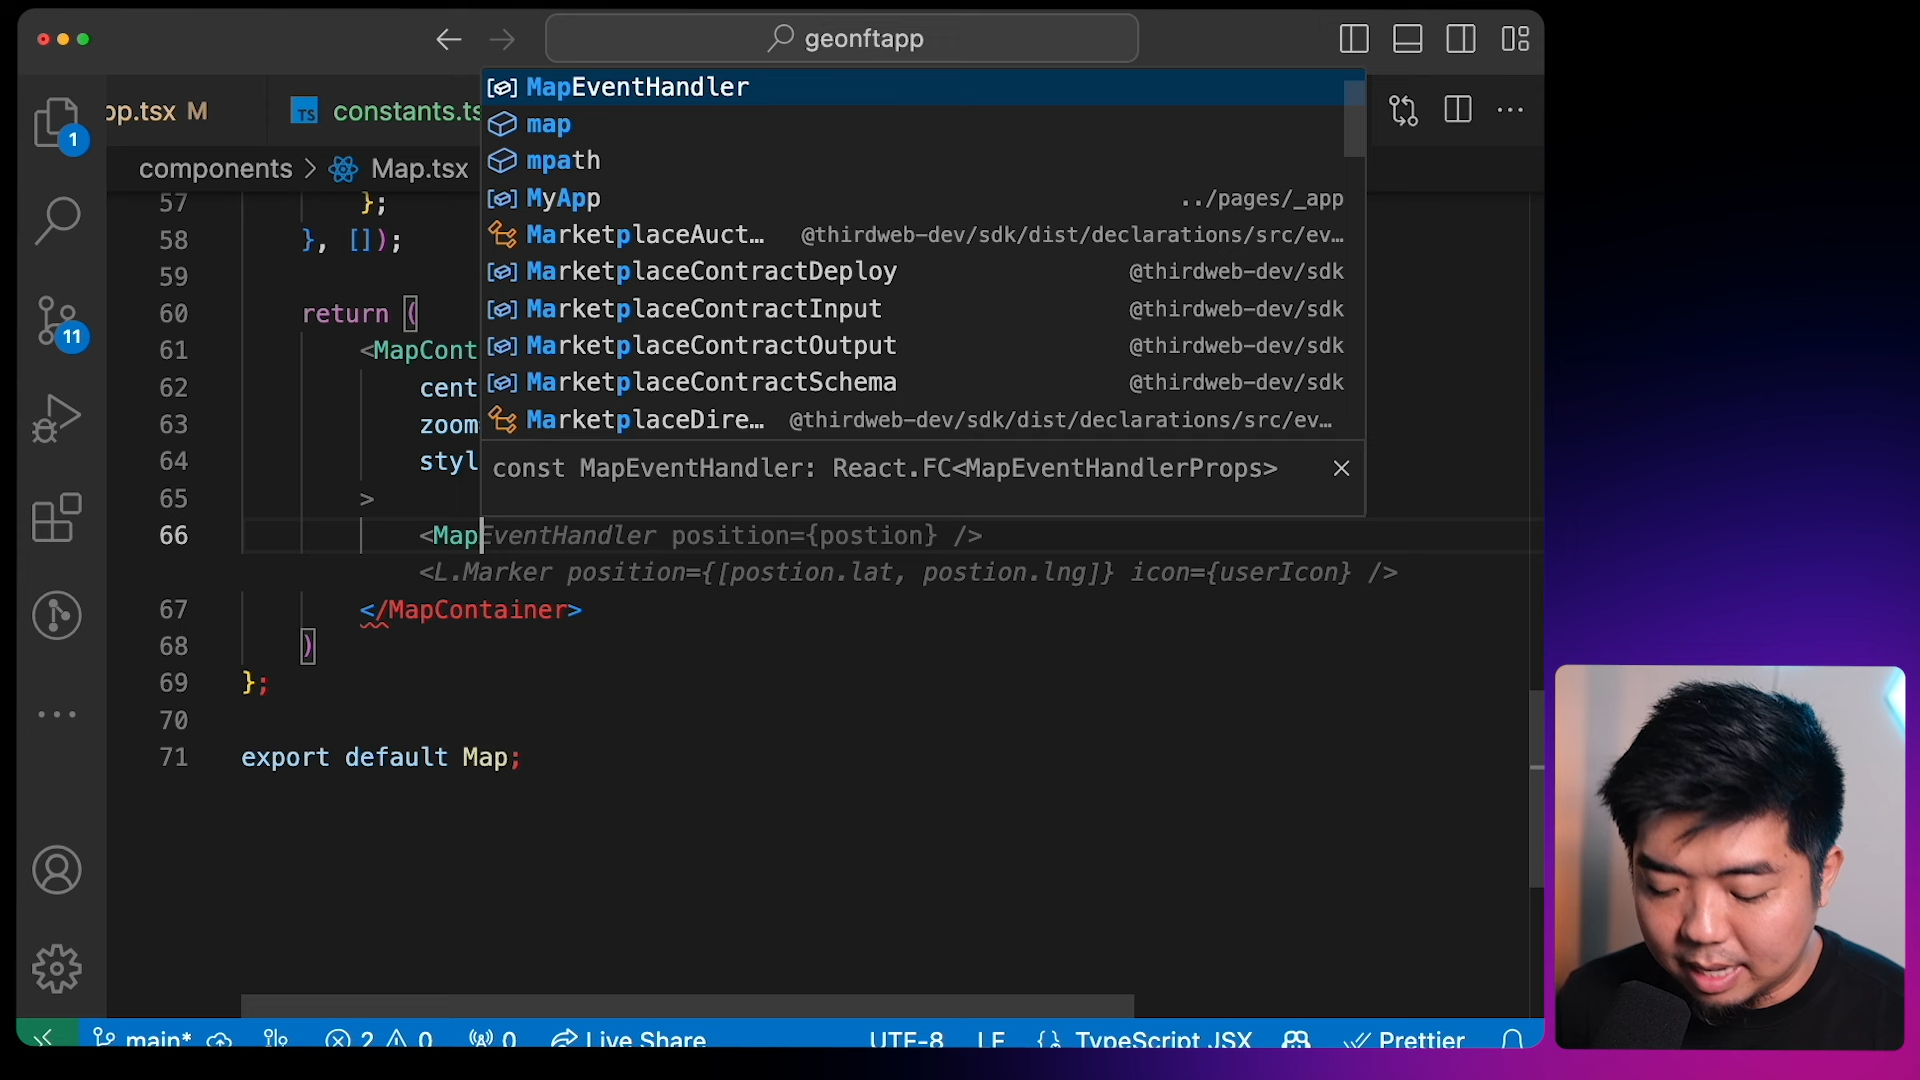 geonftapp
pp.tsx M
TS constants.ts
components > Map.tsx
1
11
MapEventHandler
map
mpath
MyApp ../pages/_app
MarketplaceAuct… @thirdweb-dev/sdk/dist/declarations/src/ev…
MarketplaceContractDeploy @thirdweb-dev/sdk
MarketplaceContractInput @thirdweb-dev/sdk
MarketplaceContractOutput @thirdweb-dev/sdk
MarketplaceContractSchema @thirdweb-dev/sdk
MarketplaceDire… @thirdweb-dev/sdk/dist/declarations/src/ev…
const MapEventHandler: React.FC<MapEventHandlerProps>
57 };
58 }, []);
59
60 return (
61 <MapCont
62 cent
63 zoom
64 styl
65 >
66 <MapEventHandler position={postion} />
<L.Marker position={[postion.lat, postion.lng]} icon={userIcon} />
67 </MapContainer>
68 )
69 };
70
71 export default Map;
main* 2 0 0 Live Share UTF-8 LF {} TypeScript JSX Prettier